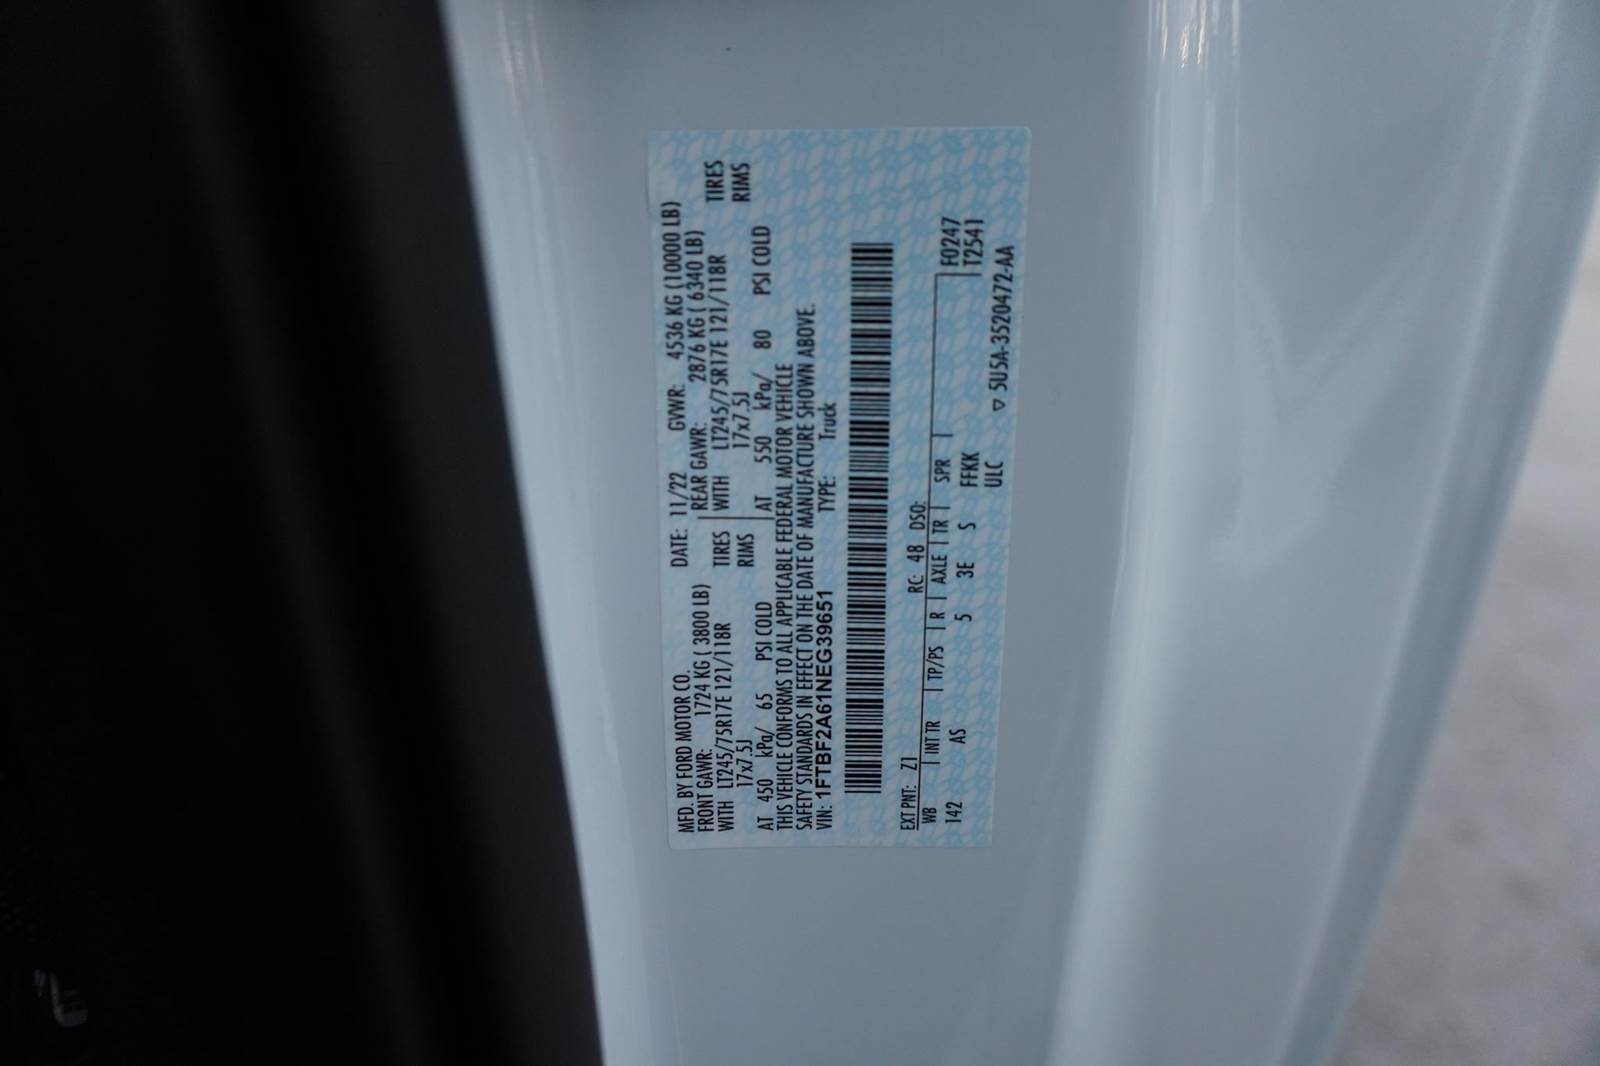 MFD. BY FORD MOTOR CO.
DATE: 11/22 GVWR: 4536 KG (10000 LB)
FRONT GAWR: 1724 KG ( 3800 LB) REAR GAWR: 2876 KG ( 6340 LB)
WITH LT245/75R17E 121/118R TIRES WITH LT245/75R17E 121/118R TIRES
17x7.5J RIMS 17x7.5J RIMS
AT 450 kPa/ 65 PSI COLD AT 550 kPa/ 80 PSI COLD
THIS VEHICLE CONFORMS TO ALL APPLICABLE FEDERAL MOTOR VEHICLE
SAFETY STANDARDS IN EFFECT ON THE DATE OF MANUFACTURE SHOWN ABOVE.
VIN: 1FTBF2A61NEG39651 TYPE: Truck
EXT PNT: Z1 RC: 48 DSO:
WB INT TR TP/PS R AXLE TR SPR F0247
142 AS 5 3E S FFKK T2541
ULC ▽ 5U5A-3520472-AA